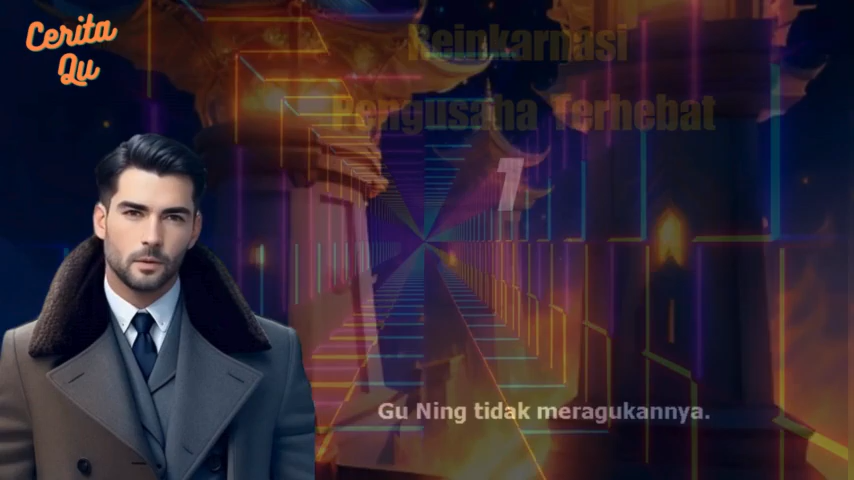 Cerita
Qu
Reinkarnasi
Pengusaha Terhebat
1
Gu Ning tidak meragukannya.